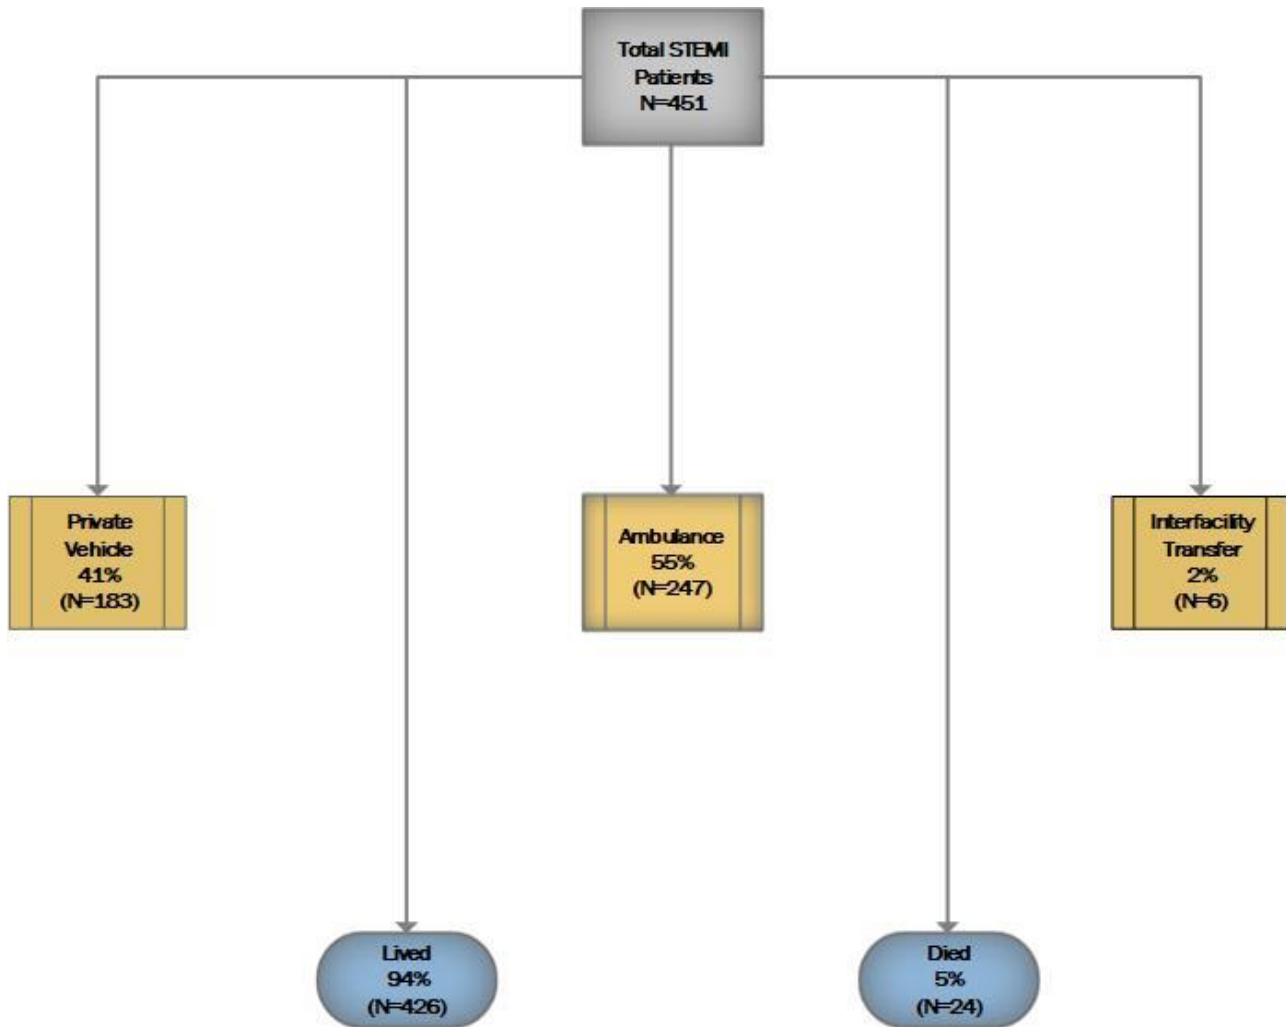 Total STEMI
Patients
N=451
Private
Vehicle
41%
(N=183)
Ambulance
55%
(N=247)
Interfacility
Transfer
2%
(N=6)
Lived
94%
(N=426)
Died
5%
(N=24)